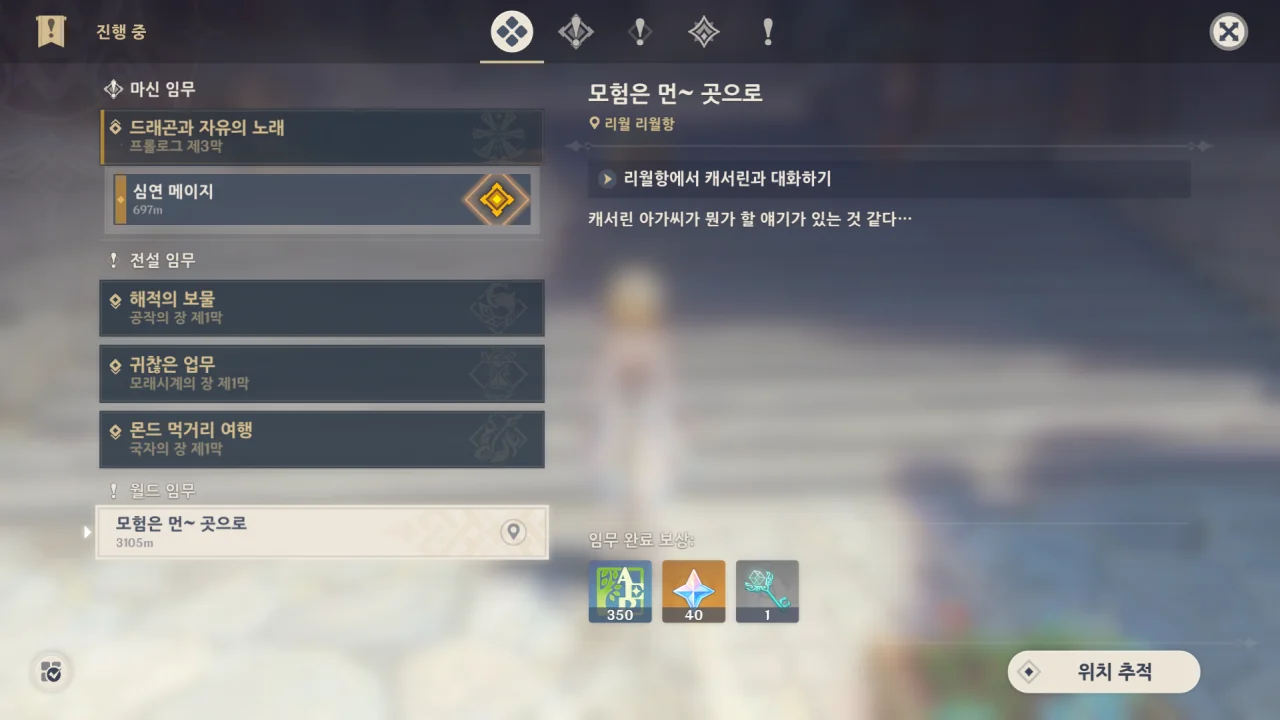 진행 중
마신 임무
드래곤과 자유의 노래
프롤로그 제3막
심연 메이지
697m
전설 임무
해적의 보물
공작의 장 제1막
귀찮은 업무
모래시계의 장 제1막
몬드 먹거리 여행
국자의 장 제1막
월드 임무
모험은 먼~ 곳으로
3105m
모험은 먼~ 곳으로
리월 리월항
리월항에서 캐서린과 대화하기
캐서린 아가씨가 뭔가 할 얘기가 있는 것 같다…
임무 완료 보상:
350
40
1
위치 추적